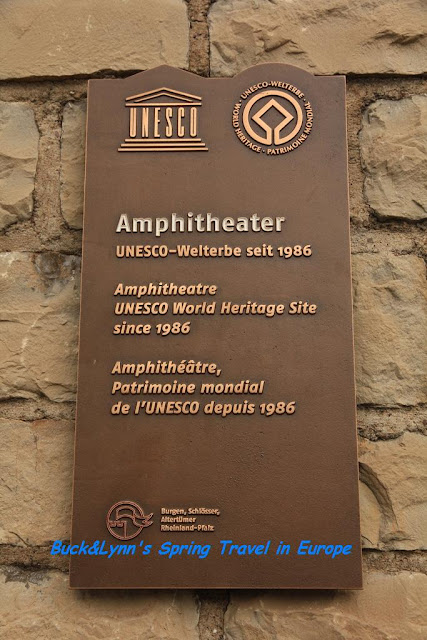 UNESCO
UNESCO-WELTERBE • WORLD HERITAGE • PATRIMOINE MONDIAL
Amphitheater
UNESCO–Welterbe seit 1986
Amphitheatre
UNESCO World Heritage Site
since 1986
Amphithéâtre,
Patrimoine mondial
de l'UNESCO depuis 1986
Burgen, Schlösser,
Altertümer
Rheinland-Pfalz
Buck&Lynn's Spring Travel in Europe